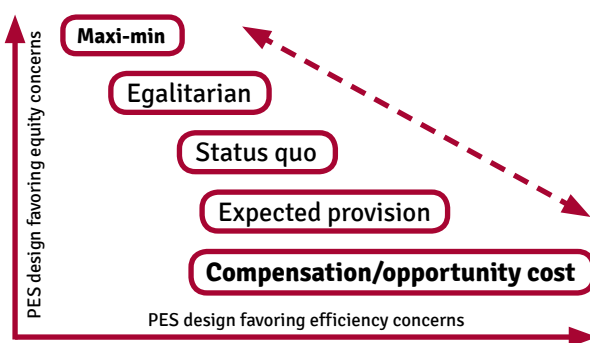 PES design favoring equity concerns
Maxi-min
Egalitarian
Status quo
Expected provision
Compensation/opportunity cost
PES design favoring efficiency concerns